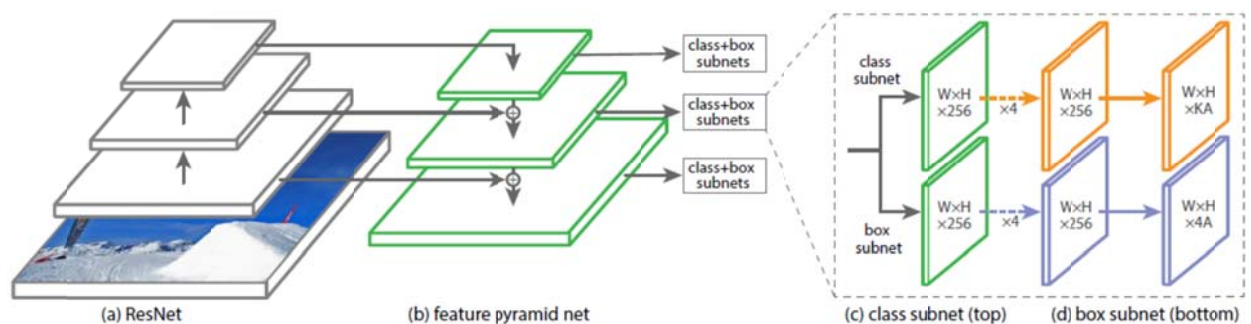 class+box
subnets
class+box
subnets
class+box
subnets
class
subnet
W×H
×256
×4
W×H
×256
W×H
×KA
box
subnet
W×H
×256
×4
W×H
×256
W×H
×4A
(a) ResNet
(b) feature pyramid net
(c) class subnet (top)
(d) box subnet (bottom)